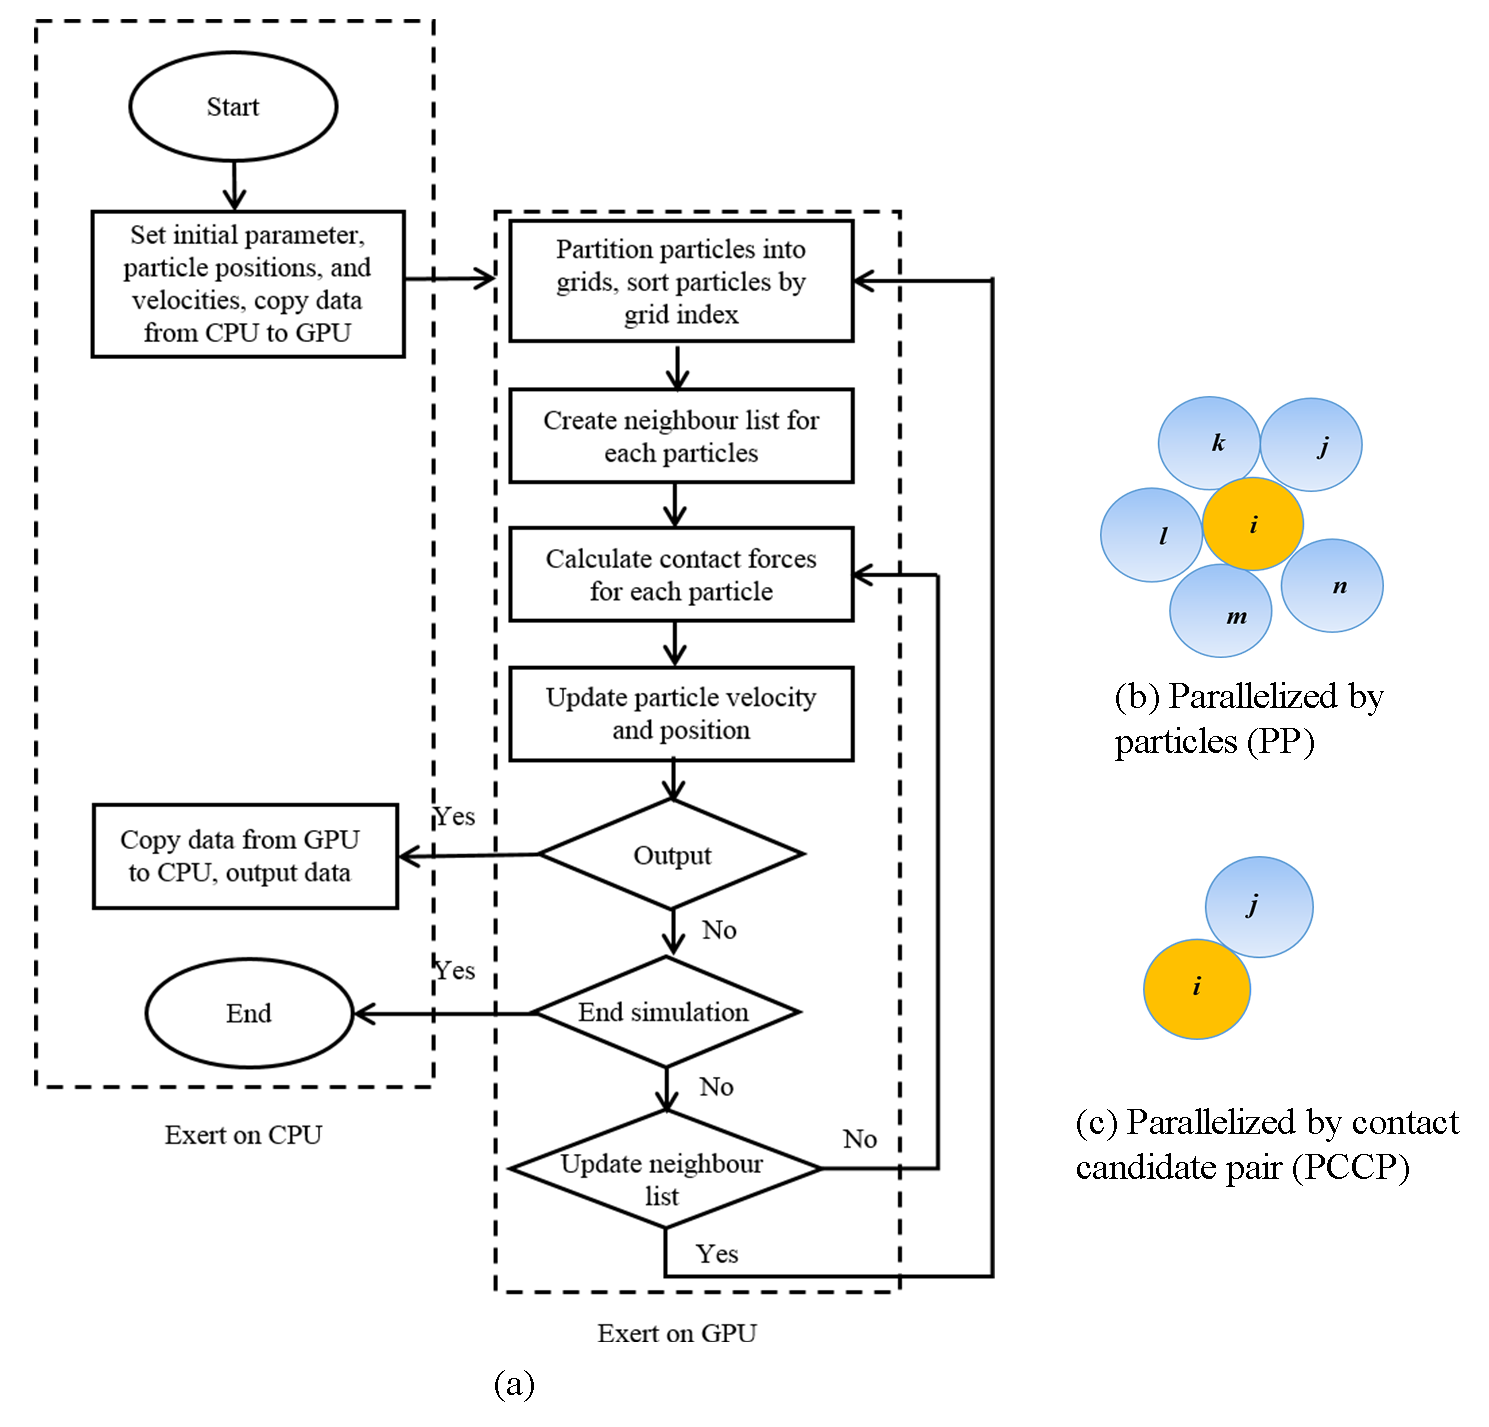 Start
Set initial parameter,
particle positions, and
velocities, copy data
from CPU to GPU
Partition particles into
grids, sort particles by
grid index
Create neighbour list for
each particles
Calculate contact forces
for each particle
Update particle velocity
and position
Output
Yes
Copy data from GPU
to CPU, output data
No
End simulation
Yes
End
No
Update neighbour
list
No
Yes
Exert on CPU
Exert on GPU
(a)
k
j
i
l
m
n
(b) Parallelized by
particles (PP)
j
i
(c) Parallelized by contact
candidate pair (PCCP)